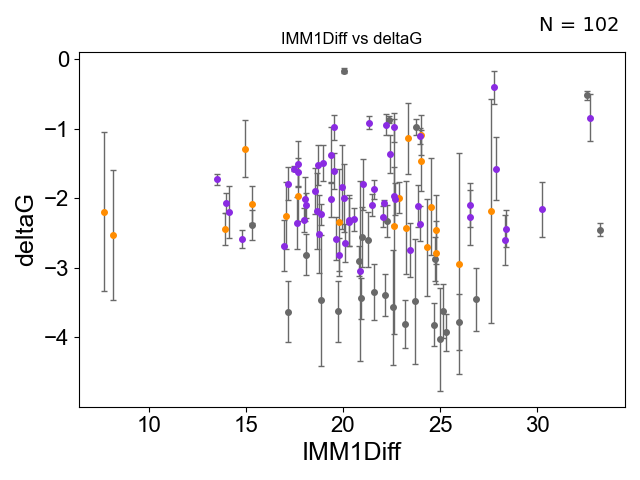 N = 102
IMM1Diff vs deltaG
deltaG
0
−1
−2
−3
−4
10 15 20 25 30
IMM1Diff